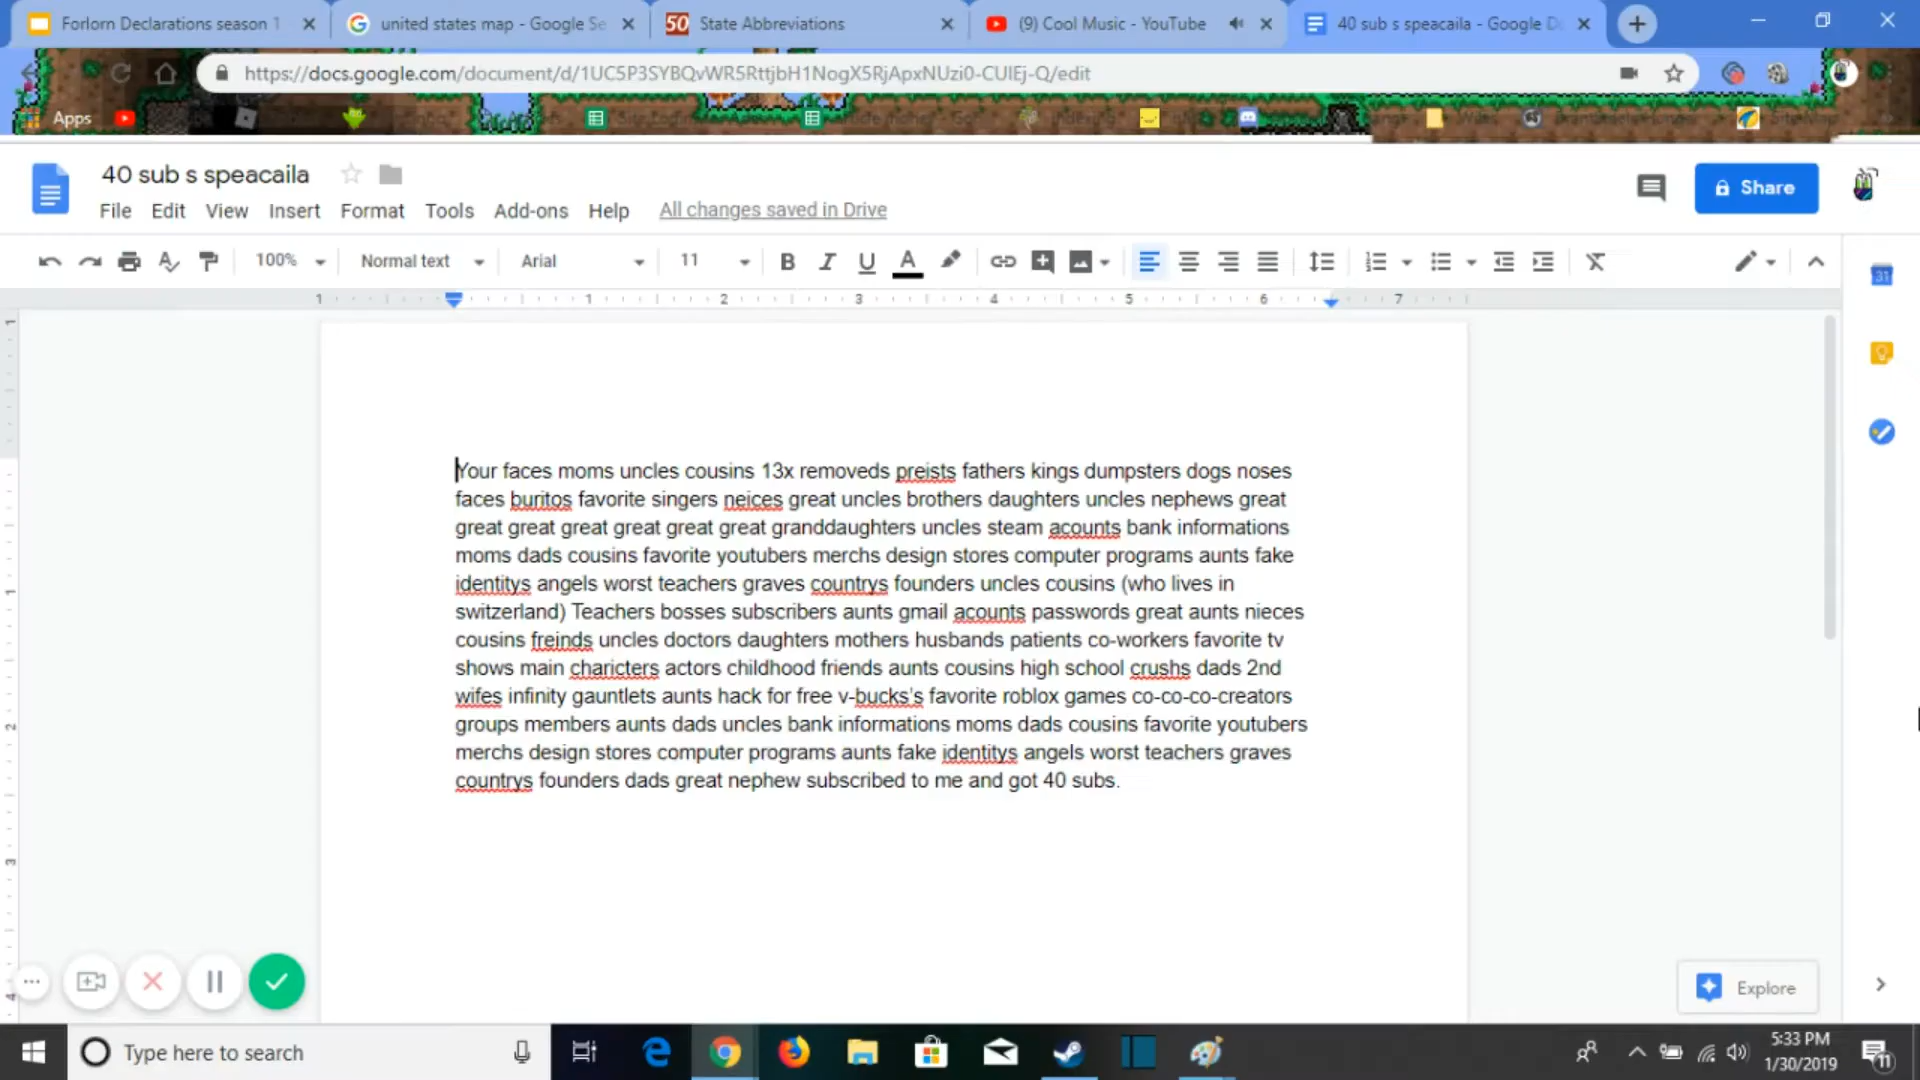 Forlorn Declarations season 1
united states map - Google Se
50 State Abbreviations
(9) Cool Music - YouTube
40 sub s speacaila - Google D
https://docs.google.com/document/d/1UC5P3SYBQvWR5RttjbH1NogX5RjApxNUzi0-CUIEj-Q/edit
Apps
40 sub s speacaila
Share
File Edit View Insert Format Tools Add-ons Help All changes saved in Drive
100% Normal text Arial 11 B I U A
1 1 2 3 4 5 6 7
31
Your faces moms uncles cousins 13x removeds preists fathers kings dumpsters dogs noses
faces buritos favorite singers neices great uncles brothers daughters uncles nephews great
great great great great great great granddaughters uncles steam acounts bank informations
moms dads cousins favorite youtubers merchs design stores computer programs aunts fake
identitys angels worst teachers graves countrys founders uncles cousins (who lives in
switzerland) Teachers bosses subscribers aunts gmail acounts passwords great aunts nieces
cousins freinds uncles doctors daughters mothers husbands patients co-workers favorite tv
shows main charicters actors childhood friends aunts cousins high school crushs dads 2nd
wifes infinity gauntlets aunts hack for free v-bucks's favorite roblox games co-co-co-creators
groups members aunts dads uncles bank informations moms dads cousins favorite youtubers
merchs design stores computer programs aunts fake identitys angels worst teachers graves
countrys founders dads great nephew subscribed to me and got 40 subs.
Explore
Type here to search
5:33 PM
1/30/2019
11